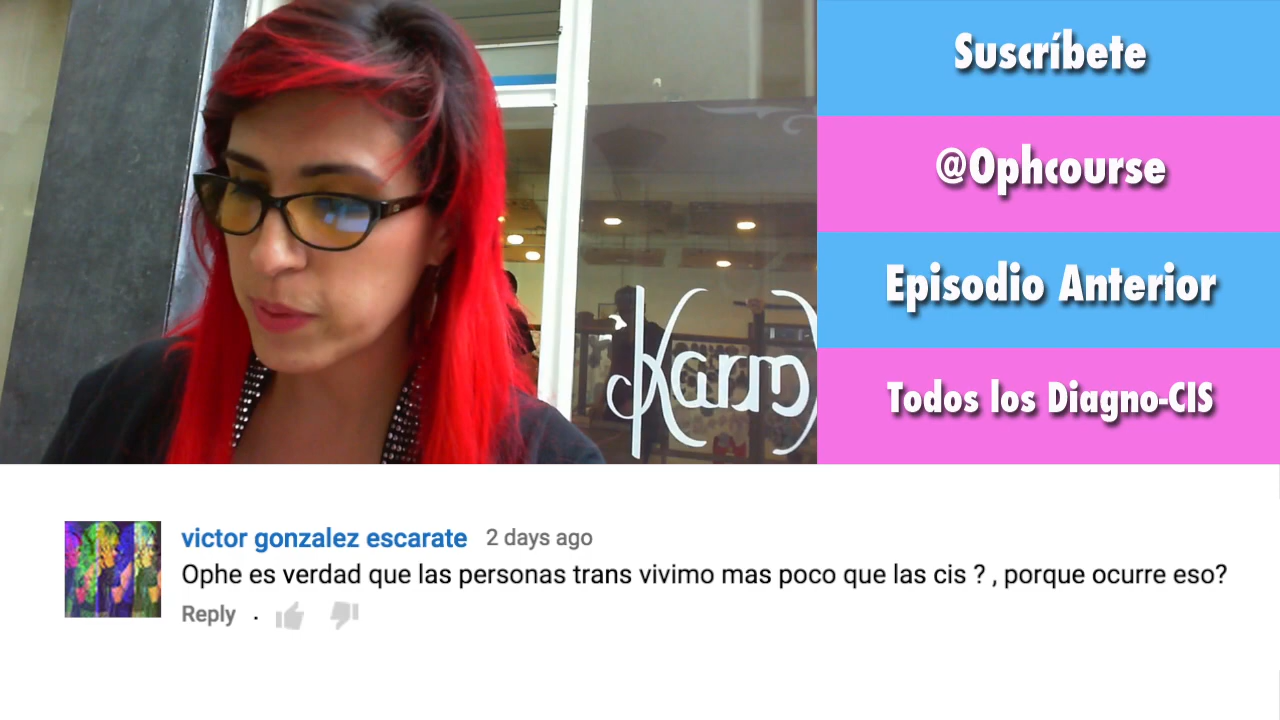 Suscríbete
@Ophcourse
Episodio Anterior
Todos los Diagno-CIS
Karma
victor gonzalez escarate 2 days ago
Ophe es verdad que las personas trans vivimo mas poco que las cis ? , porque ocurre eso?
Reply .